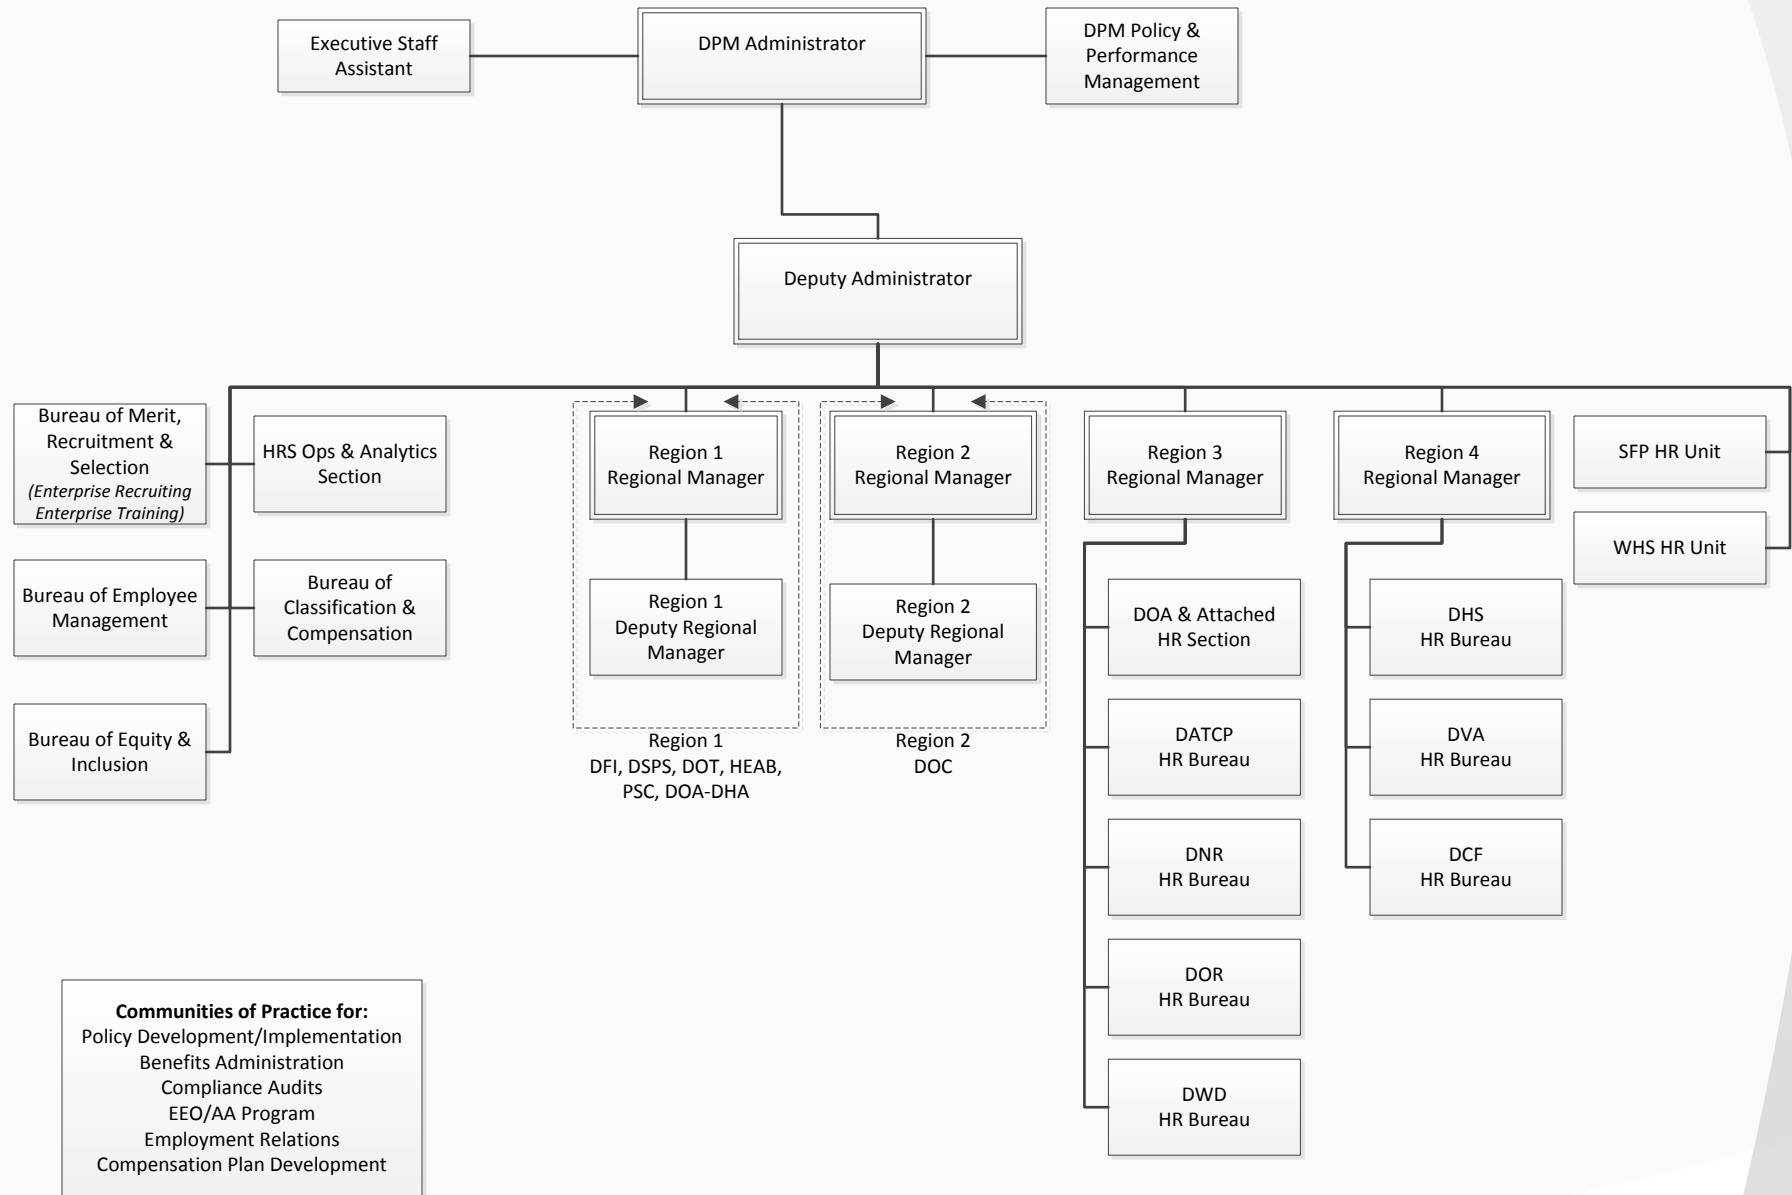 Executive Staff
Assistant
DPM Administrator
DPM Policy &
Performance
Management
Deputy Administrator
Bureau of Merit,
Recruitment &
Selection
(Enterprise Recruiting
Enterprise Training)
HRS Ops & Analytics
Section
Bureau of Employee
Management
Bureau of
Classification &
Compensation
Bureau of Equity &
Inclusion
Region 1
Regional Manager
Region 1
Deputy Regional
Manager
Region 1
DFI, DSPS, DOT, HEAB,
PSC, DOA-DHA
Region 2
Regional Manager
Region 2
Deputy Regional
Manager
Region 2
DOC
Region 3
Regional Manager
DOA & Attached
HR Section
DATCP
HR Bureau
DNR
HR Bureau
DOR
HR Bureau
DWD
HR Bureau
Region 4
Regional Manager
DHS
HR Bureau
DVA
HR Bureau
DCF
HR Bureau
SFP HR Unit
WHS HR Unit
Communities of Practice for:
Policy Development/Implementation
Benefits Administration
Compliance Audits
EEO/AA Program
Employment Relations
Compensation Plan Development